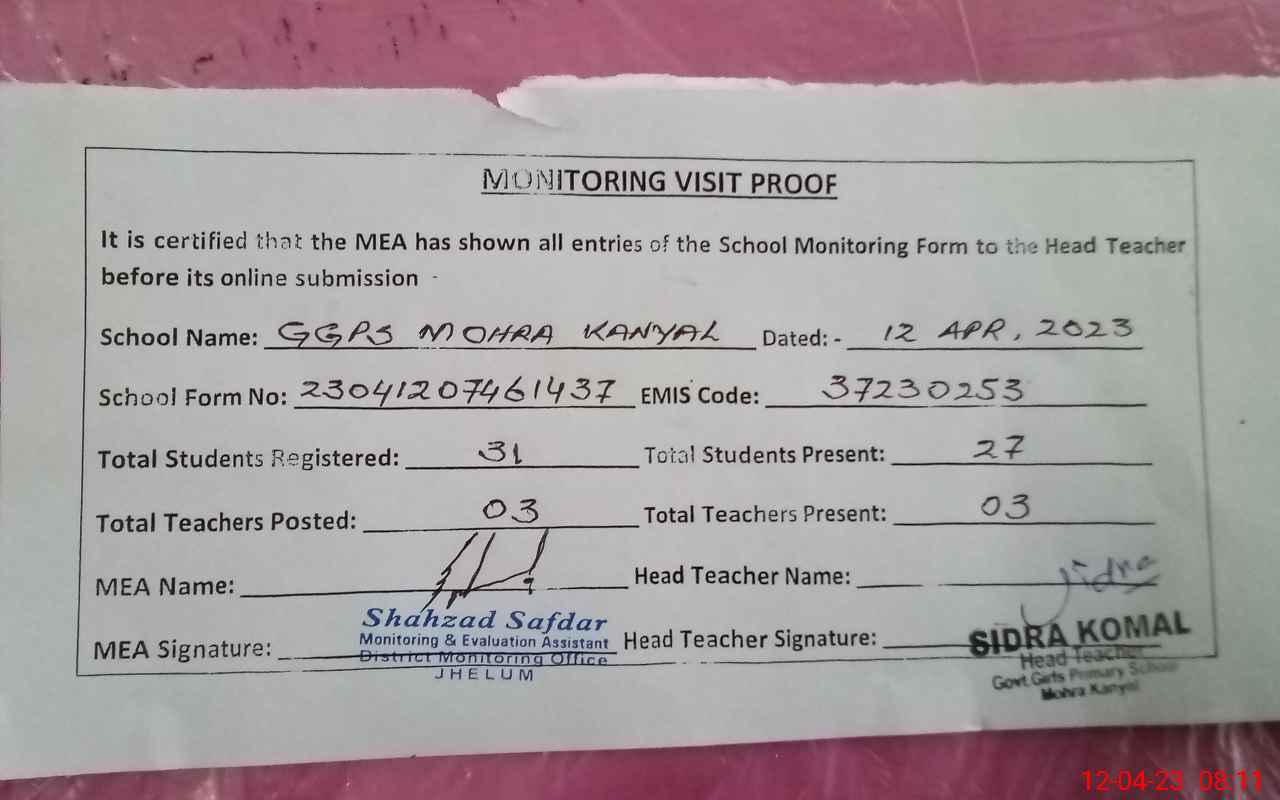 MONITORING VISIT PROOF
It is certified that the MEA has shown all entries of the School Monitoring Form to the Head Teacher
before its online submission -
School Name: GGPS MOHRA KANYAL Dated: - 12 APR, 2023
School Form No: 23041207461437 EMIS Code: 37230253
Total Students Registered: 31 Total Students Present: 27
Total Teachers Posted: 03 Total Teachers Present: 03
MEA Name: Head Teacher Name: Sidra
Shahzad Safdar
Monitoring & Evaluation Assistant
District Monitoring Office
JHELUM
MEA Signature: Head Teacher Signature:
SIDRA KOMAL
Head Teacher
Govt. Girls Primary School
Mohra Kanyal
12-04-23 08:11